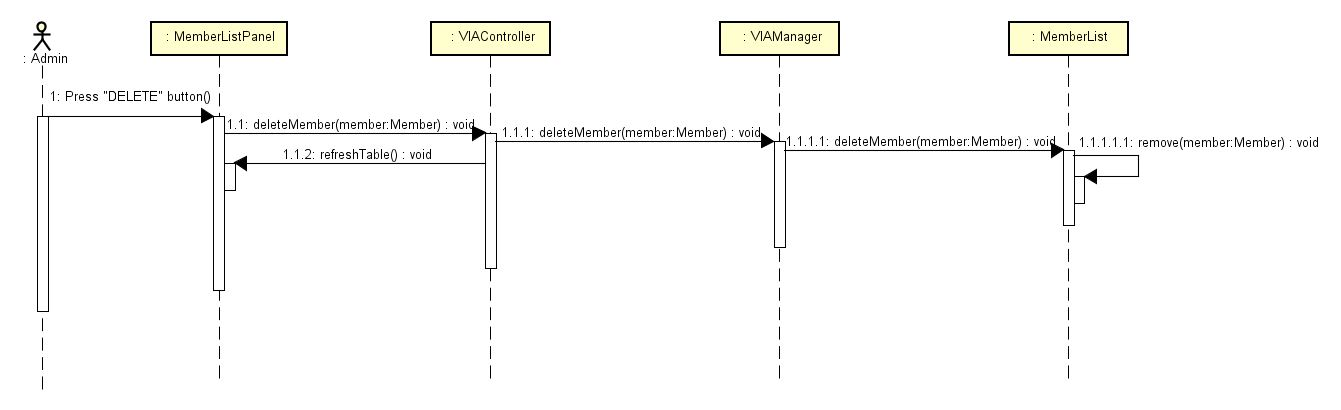 : Admin
: MemberListPanel
: VIAController
: VIAManager
: MemberList
1: Press "DELETE" button()
1.1: deleteMember(member:Member) : void
1.1.1: deleteMember(member:Member) : void
1.1.1.1: deleteMember(member:Member) : void
1.1.1.1.1: remove(member:Member) : void
1.1.2: refreshTable() : void